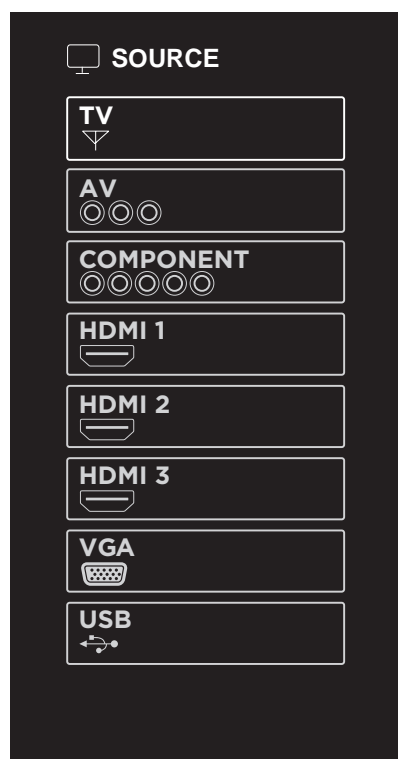 SOURCE
TV
AV
COMPONENT
HDMI 1
HDMI 2
HDMI 3
VGA
USB